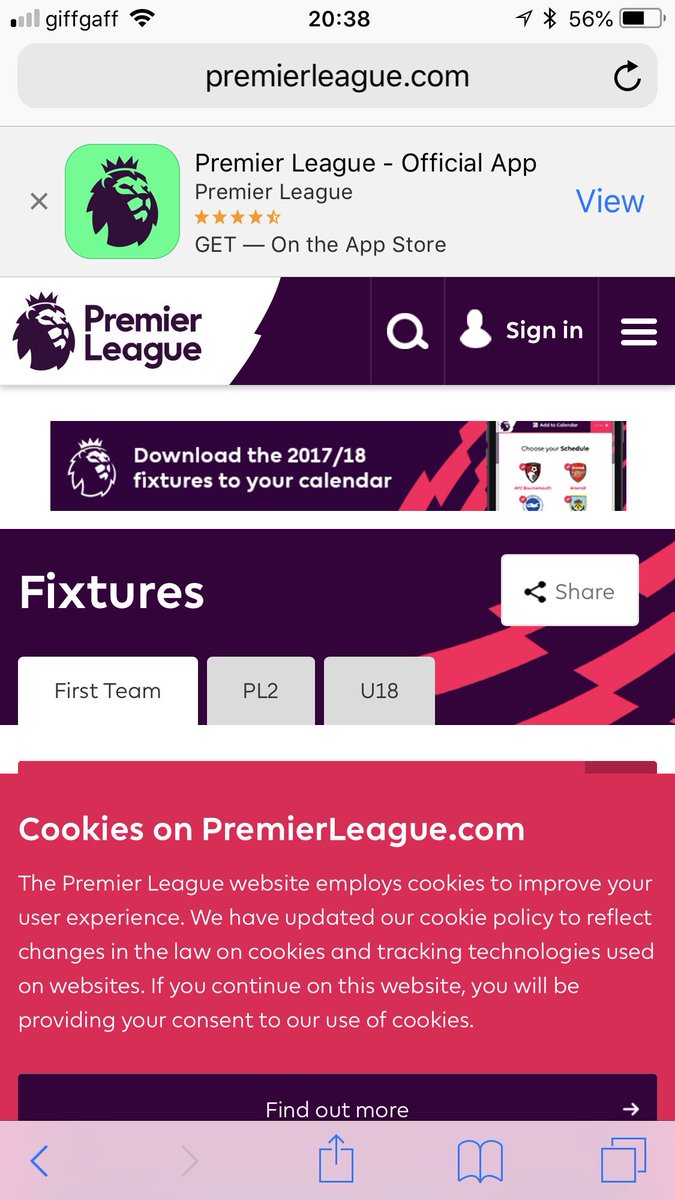 giffgaff 20:38 56%
premierleague.com
Premier League - Official App
Premier League
View
GET — On the App Store
Premier
League
Sign in
Download the 2017/18
fixtures to your calendar
Add to Calendar
Choose your Schedule
AFC Bournemouth Arsenal
Fixtures
Share
First Team PL2 U18
Cookies on PremierLeague.com
The Premier League website employs cookies to improve your
user experience. We have updated our cookie policy to reflect
changes in the law on cookies and tracking technologies used
on websites. If you continue on this website, you will be
providing your consent to our use of cookies.
Find out more